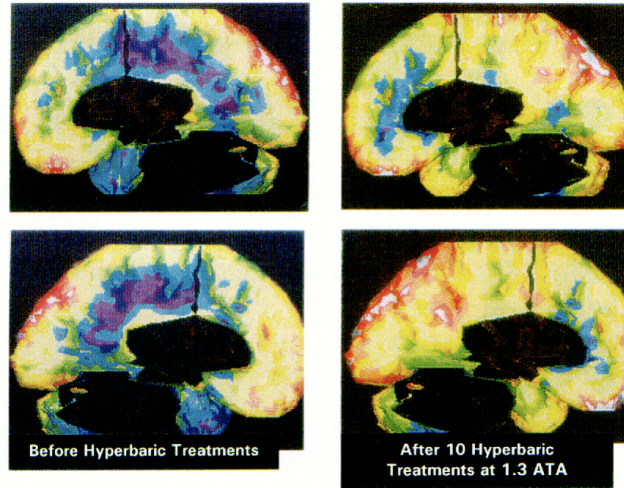 Before Hyperbaric Treatments
After 10 Hyperbaric
Treatments at 1.3 ATA